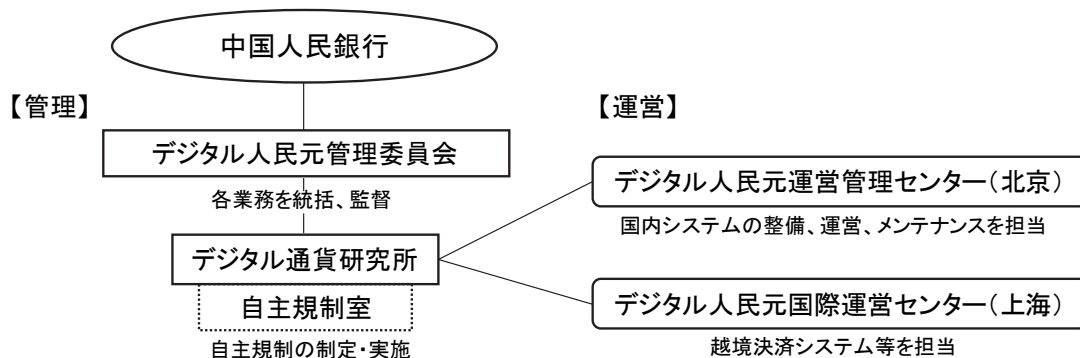 中国人民銀行
【管理】
【運営】
デジタル人民元管理委員会
各業務を統括、監督
デジタル人民元運営管理センター(北京)
国内システムの整備、運営、メンテナンスを担当
デジタル通貨研究所
自主規制室
自主規制の制定・実施
デジタル人民元国際運営センター(上海)
越境決済システム等を担当